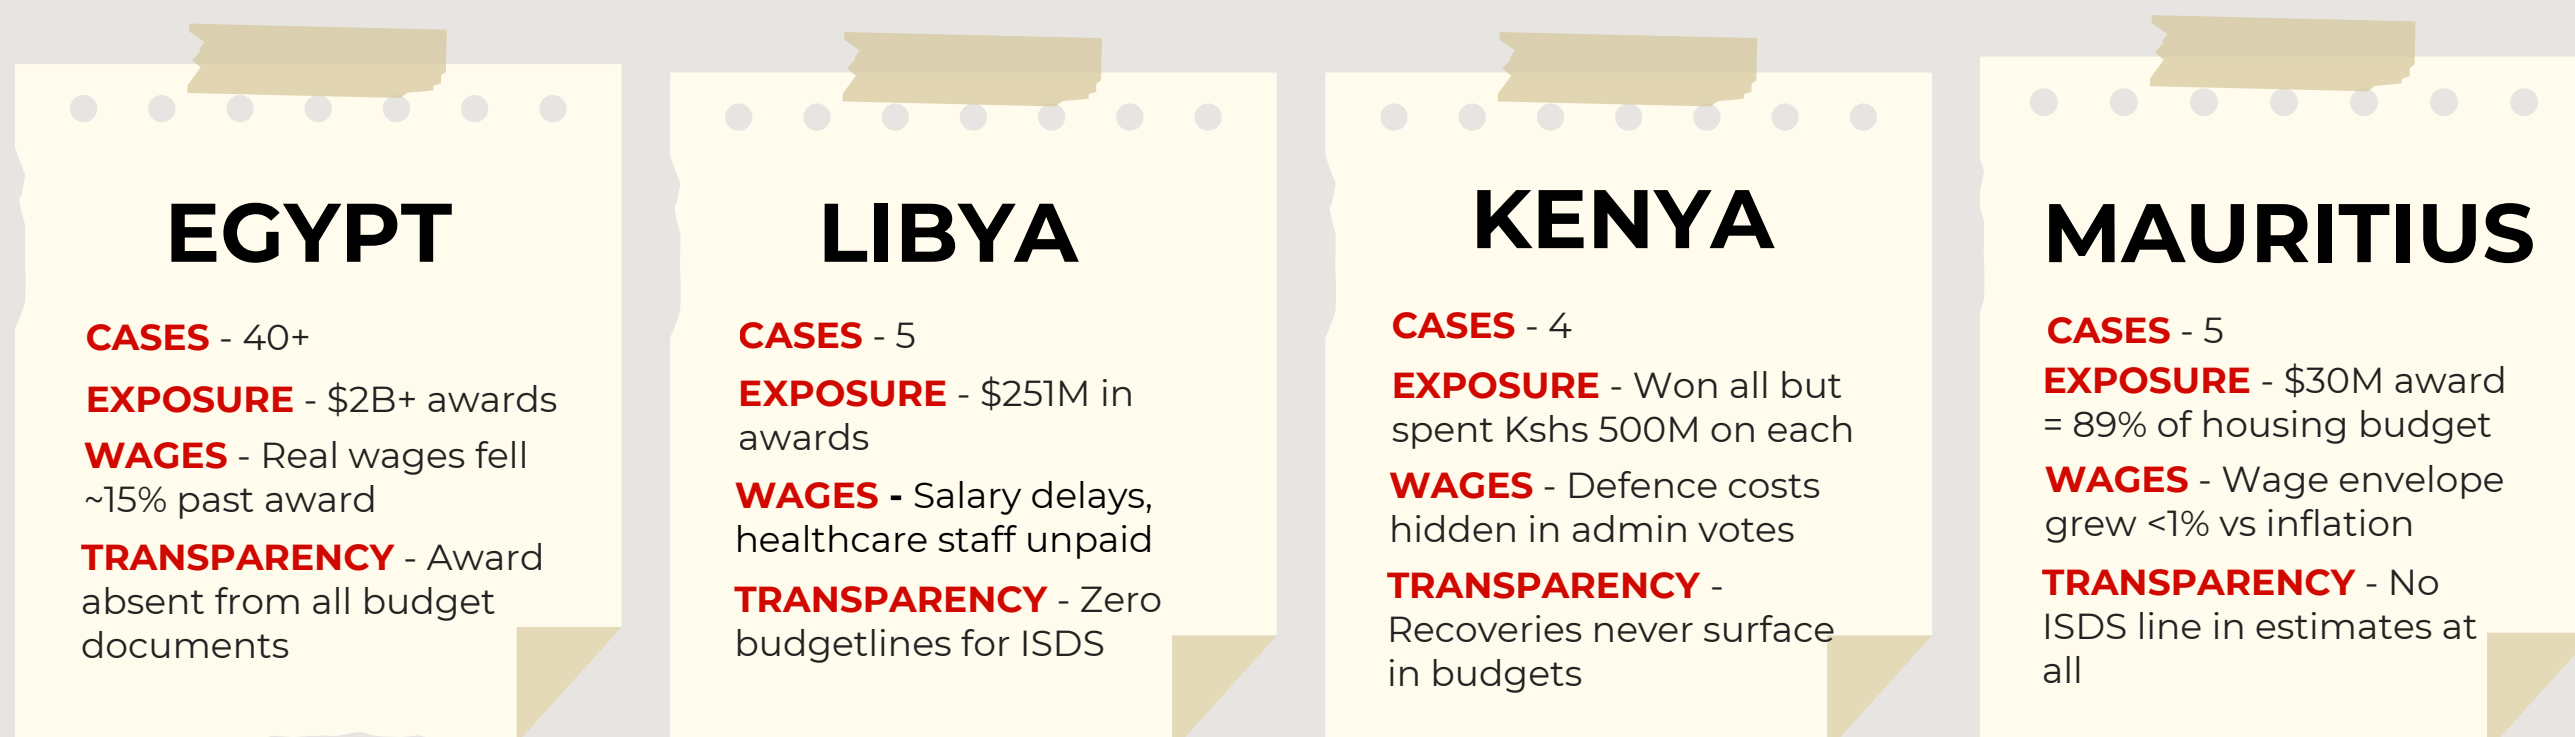 EGYPT
CASES - 40+
EXPOSURE - $2B+ awards
WAGES - Real wages fell
~15% past award
TRANSPARENCY - Award
absent from all budget
documents
LIBYA
CASES - 5
EXPOSURE - $251M in
awards
WAGES - Salary delays,
healthcare staff unpaid
TRANSPARENCY - Zero
budgetlines for ISDS
KENYA
CASES - 4
EXPOSURE - Won all but
spent Kshs 500M on each
WAGES - Defence costs
hidden in admin votes
TRANSPARENCY -
Recoveries never surface
in budgets
MAURITIUS
CASES - 5
EXPOSURE - $30M award
= 89% of housing budget
WAGES - Wage envelope
grew <1% vs inflation
TRANSPARENCY - No
ISDS line in estimates at
all